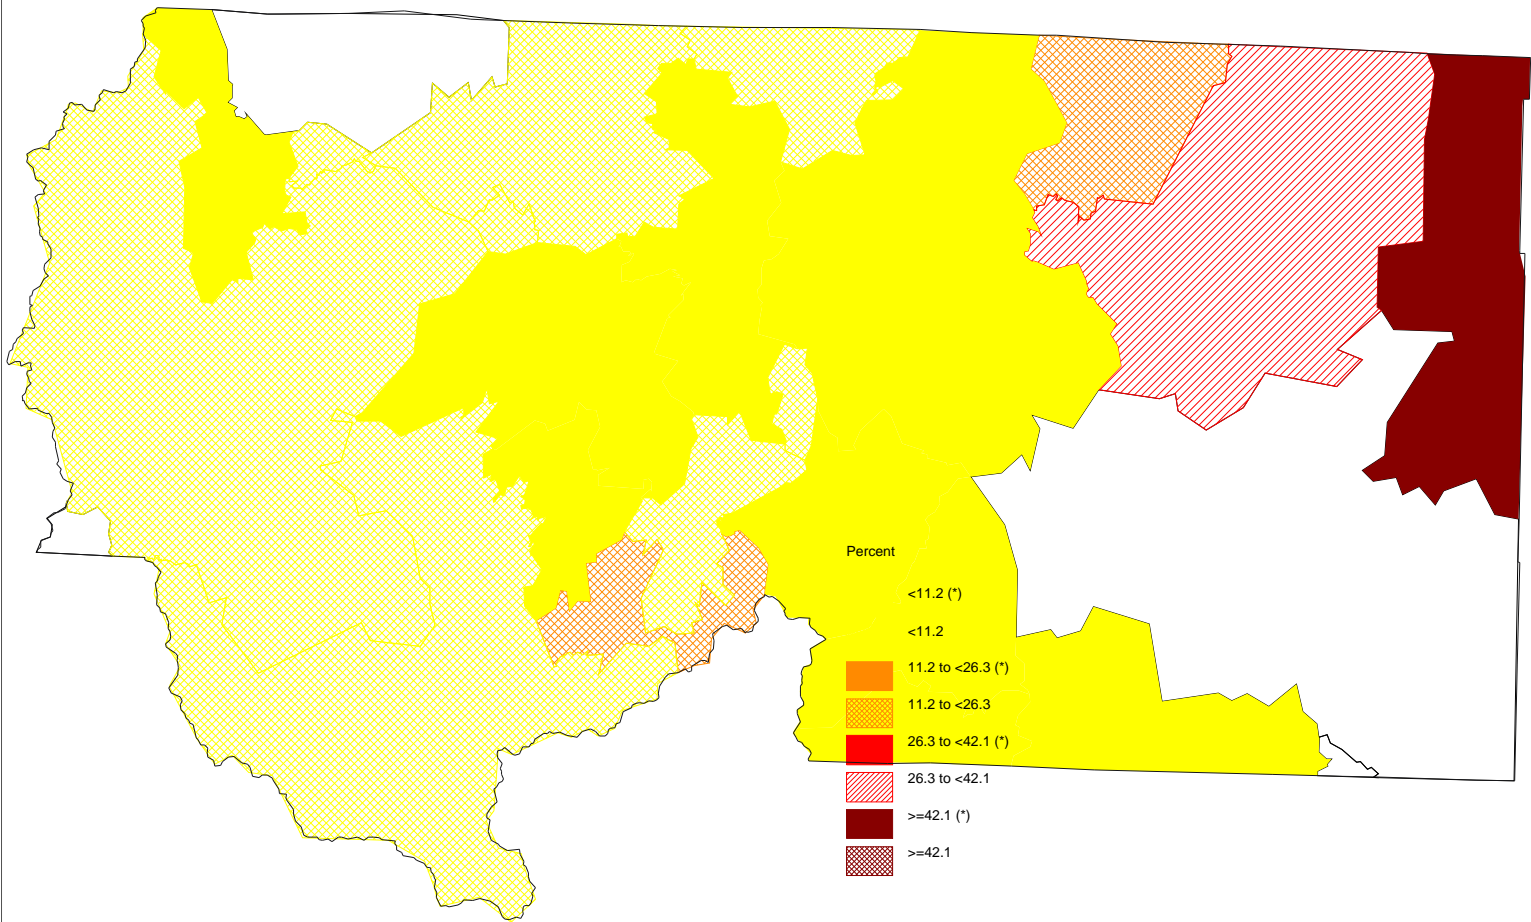 Percent
<11.2 (*)
<11.2
11.2 to <26.3 (*)
11.2 to <26.3
26.3 to <42.1 (*)
26.3 to <42.1
>=42.1 (*)
>=42.1